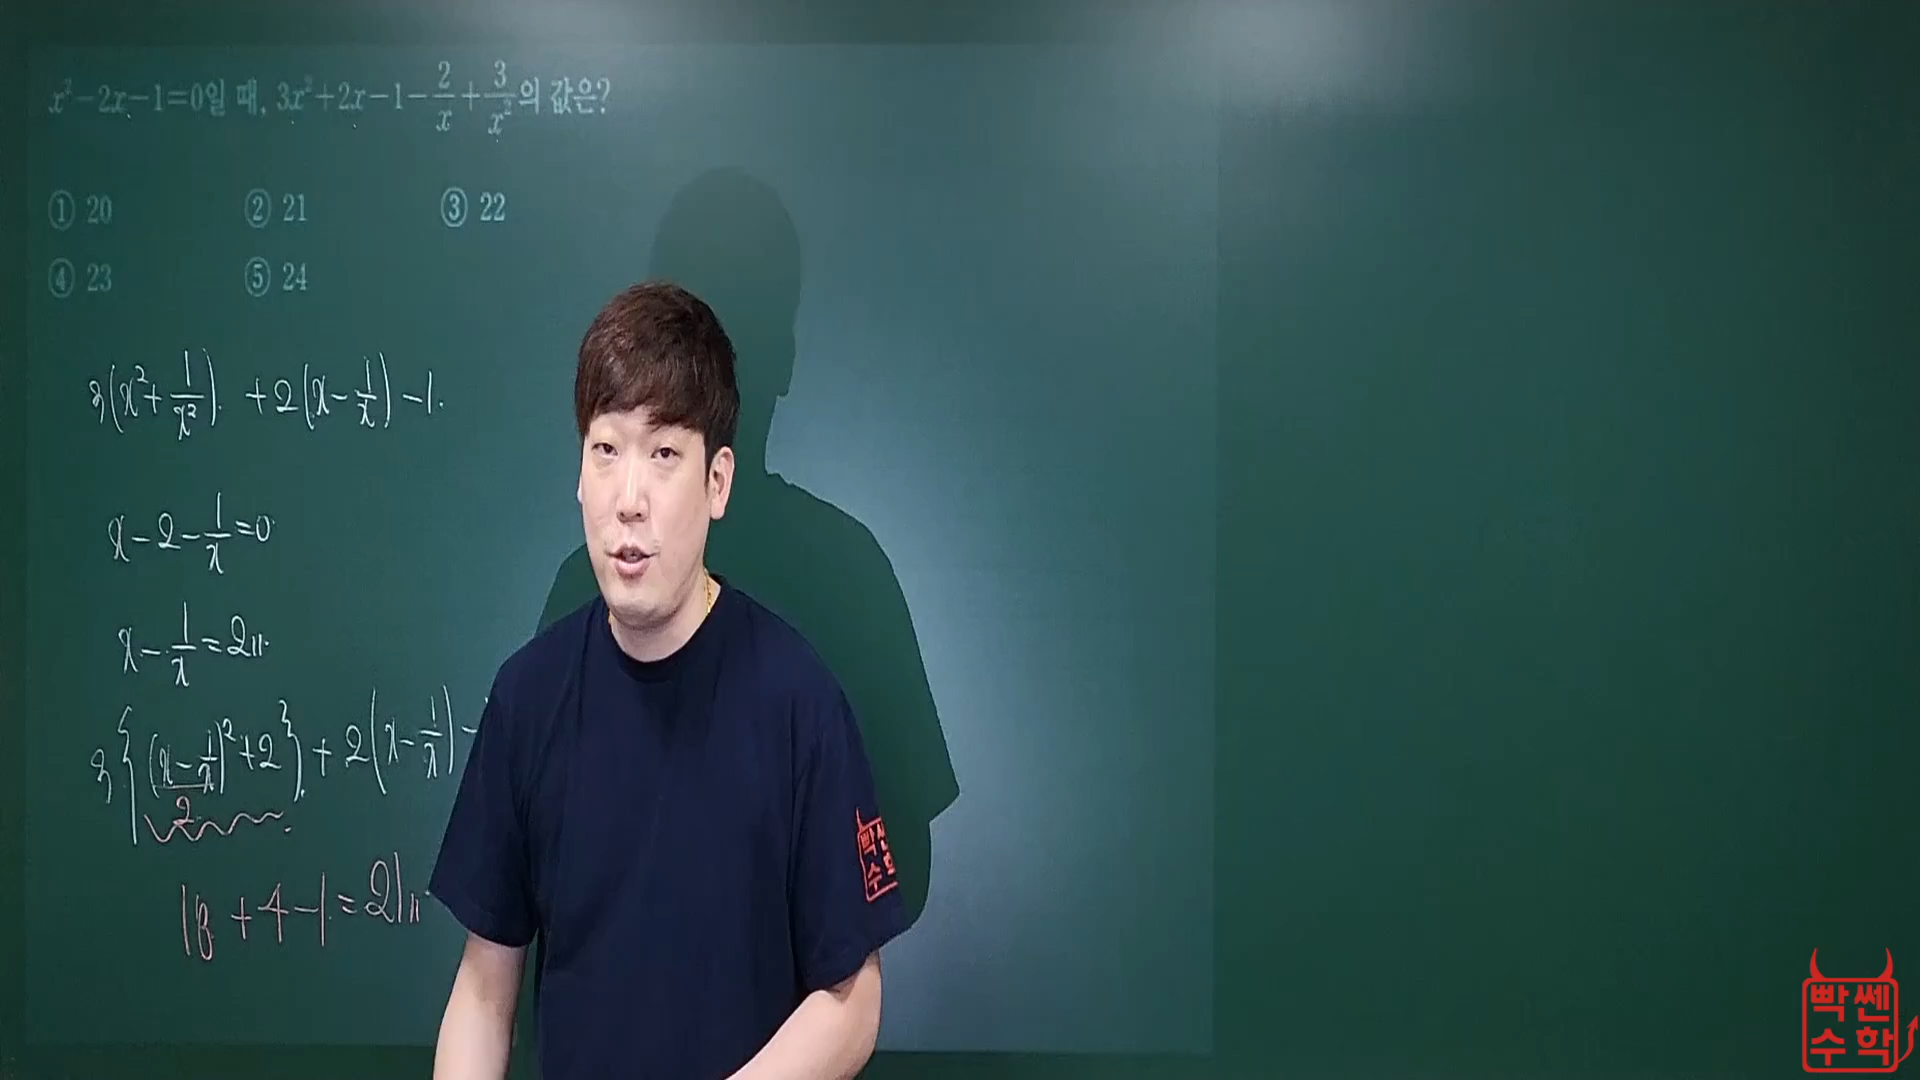 x²-2x-1=0일 때, 3x²+2x-1-2/x+3/x²의 값은?
① 20 ② 21 ③ 22
④ 23 ⑤ 24
3(x²+1/x²) +2(x-1/x)-1.
x-2-1/x=0
x-1/x=2
3{(x-1/x)²+2}+2(x-1/x)-
2
18+4-1=21
빡쎈
수학
빡쎈
수학